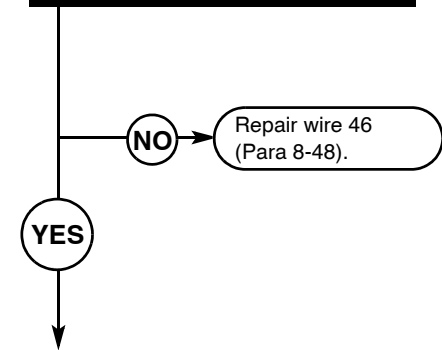 NO
Repair wire 46
(Para 8-48).
YES